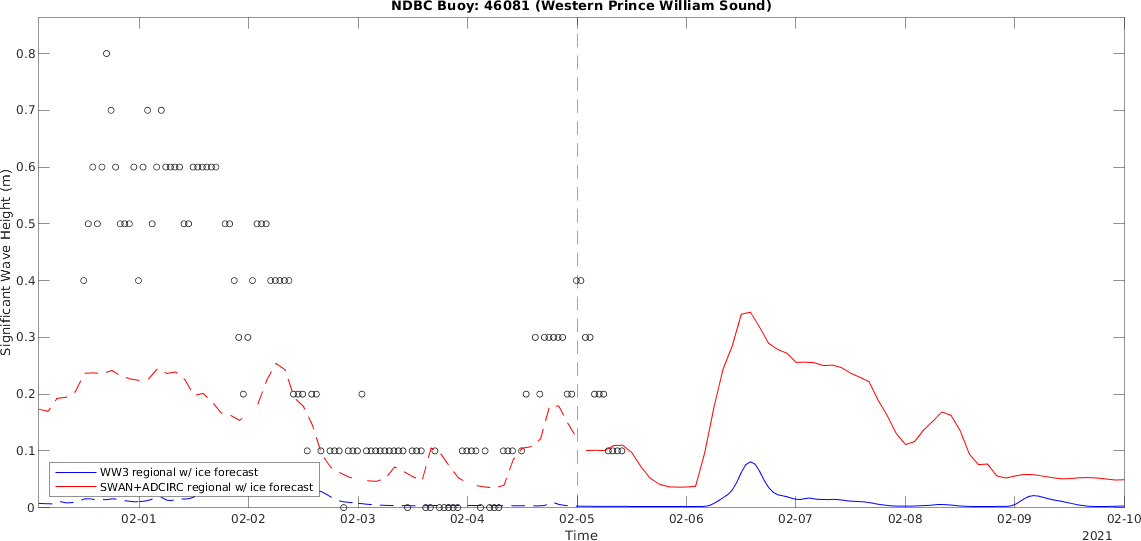 NDBC Buoy: 46081 (Western Prince William Sound)
Significant Wave Height (m)
0.8
0.7
0.6
0.5
0.4
0.3
0.2
0.1
0
WW3 regional w/ ice forecast
SWAN+ADCIRC regional w/ ice forecast
02-01 02-02 02-03 02-04 02-05 02-06 02-07 02-08 02-09 02-10
Time
2021